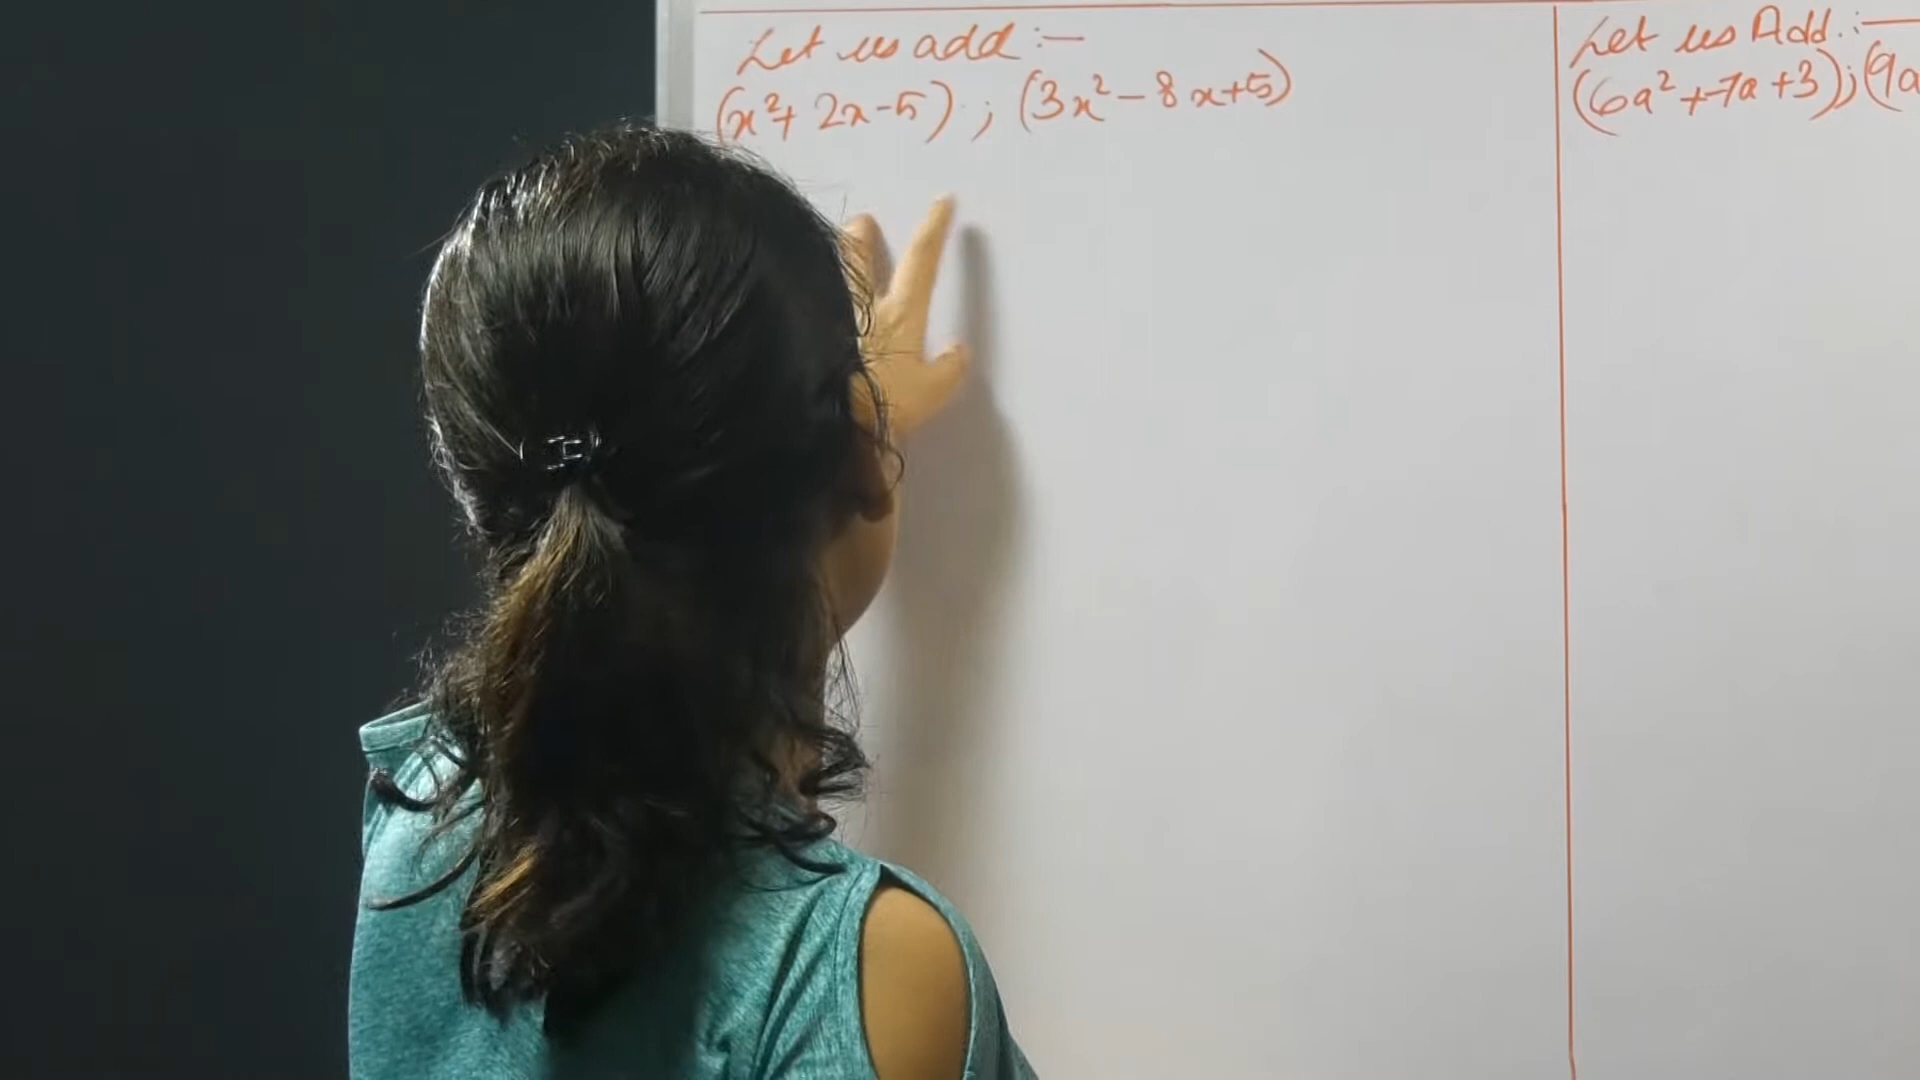 Let us add :—
(x²+ 2x-5) ; (3x² - 8x+5)
Let us Add. :—
(6a²+7a+3);(9a